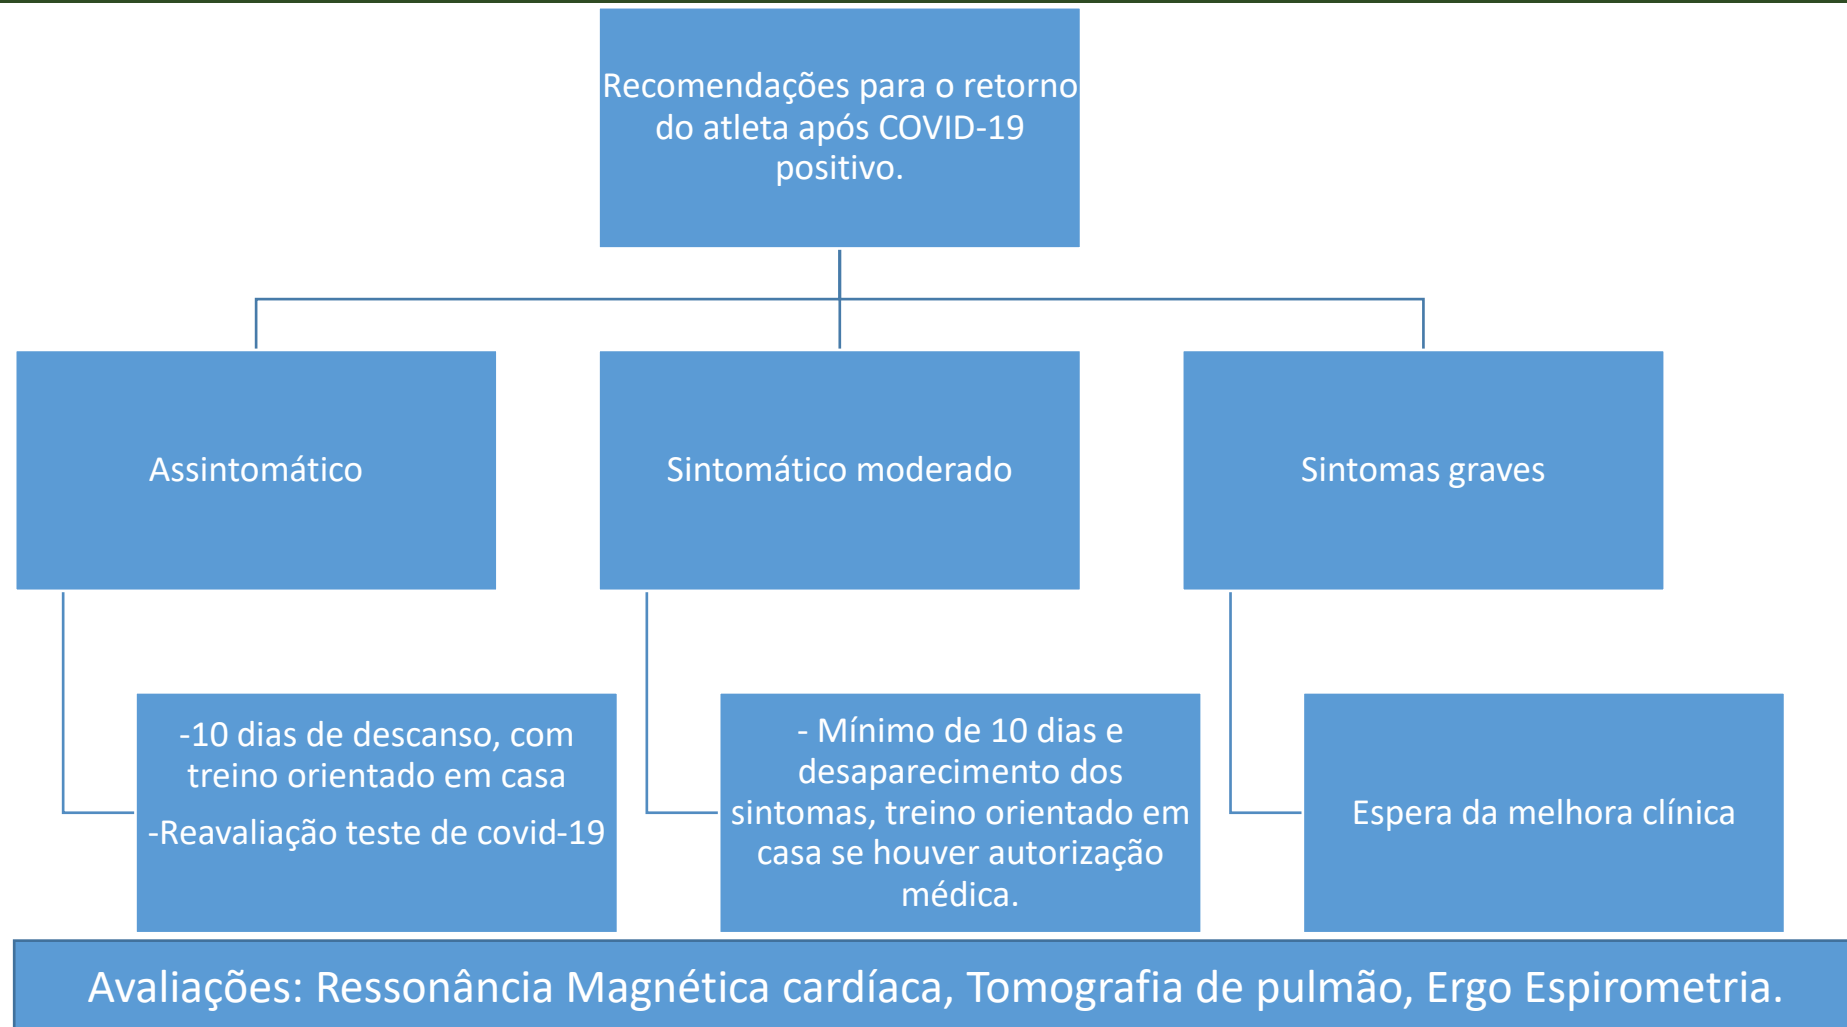 Recomendações para o retorno
do atleta após COVID-19
positivo.
Assintomático
Sintomático moderado
Sintomas graves
-10 dias de descanso, com
treino orientado em casa
-Reavaliação teste de covid-19
- Mínimo de 10 dias e
desaparecimento dos
sintomas, treino orientado em
casa se houver autorização
médica.
Espera da melhora clínica
Avaliações: Ressonância Magnética cardíaca, Tomografia de pulmão, Ergo Espirometria.